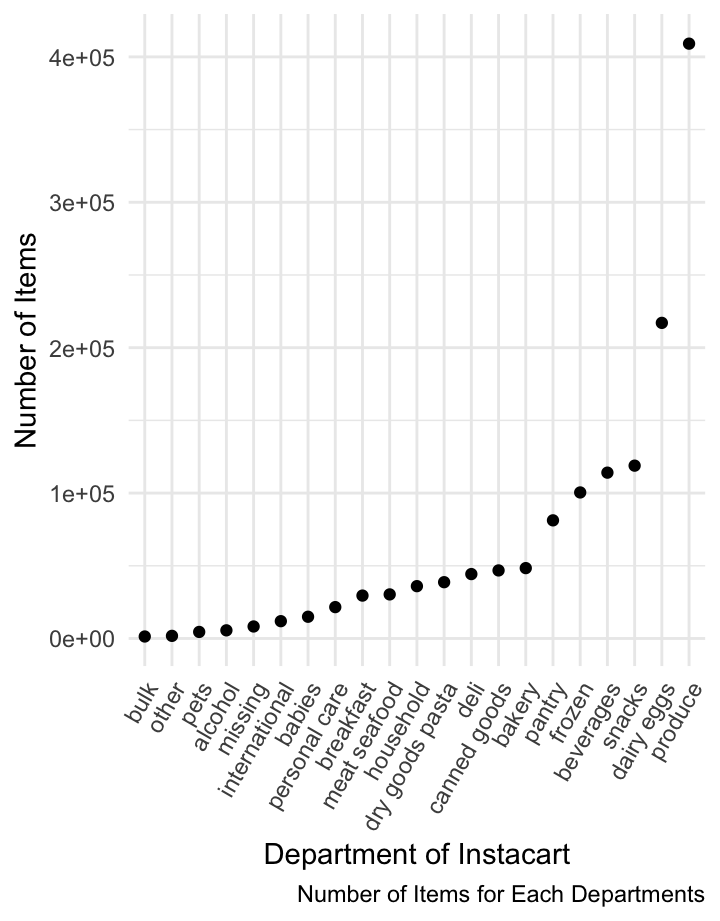 4e+05
3e+05
2e+05
1e+05
0e+00
Number of Items
bulk
other
pets
alcohol
missing
international
babies
personal care
breakfast
meat seafood
household
dry goods pasta
deli
canned goods
bakery
pantry
frozen
beverages
snacks
dairy eggs
produce
Department of Instacart
Number of Items for Each Departments